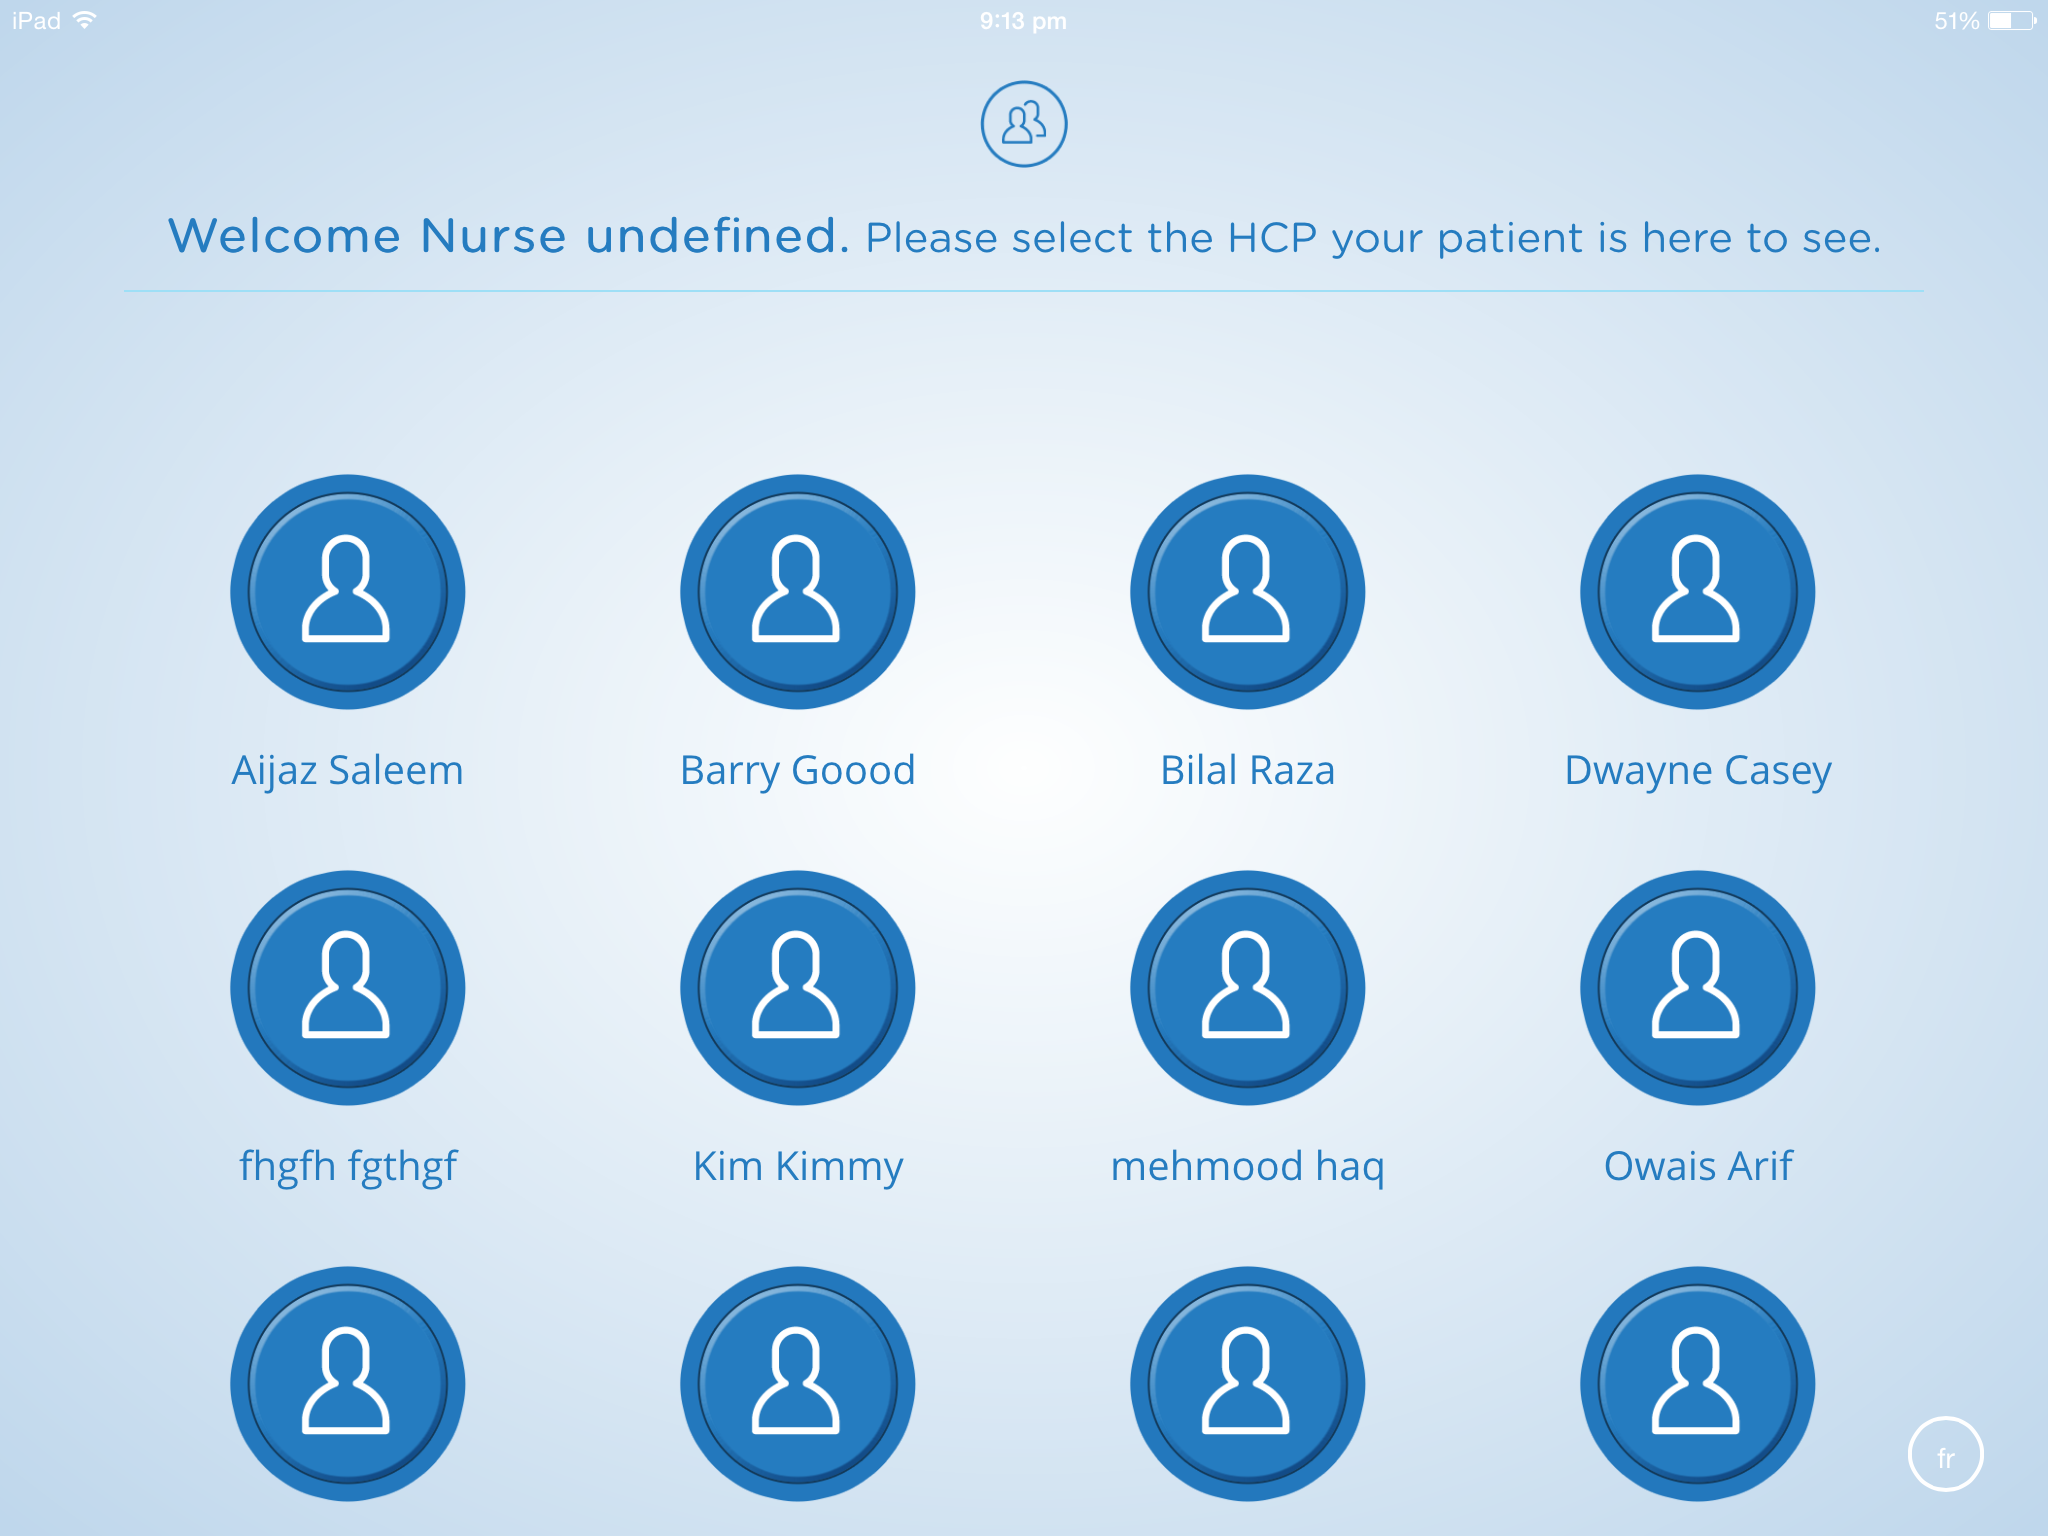 iPad 9:13 pm 51%
Welcome Nurse undefined. Please select the HCP your patient is here to see.
Aijaz Saleem Barry Goood Bilal Raza Dwayne Casey
fhgfh fgthgf Kim Kimmy mehmood haq Owais Arif
fr